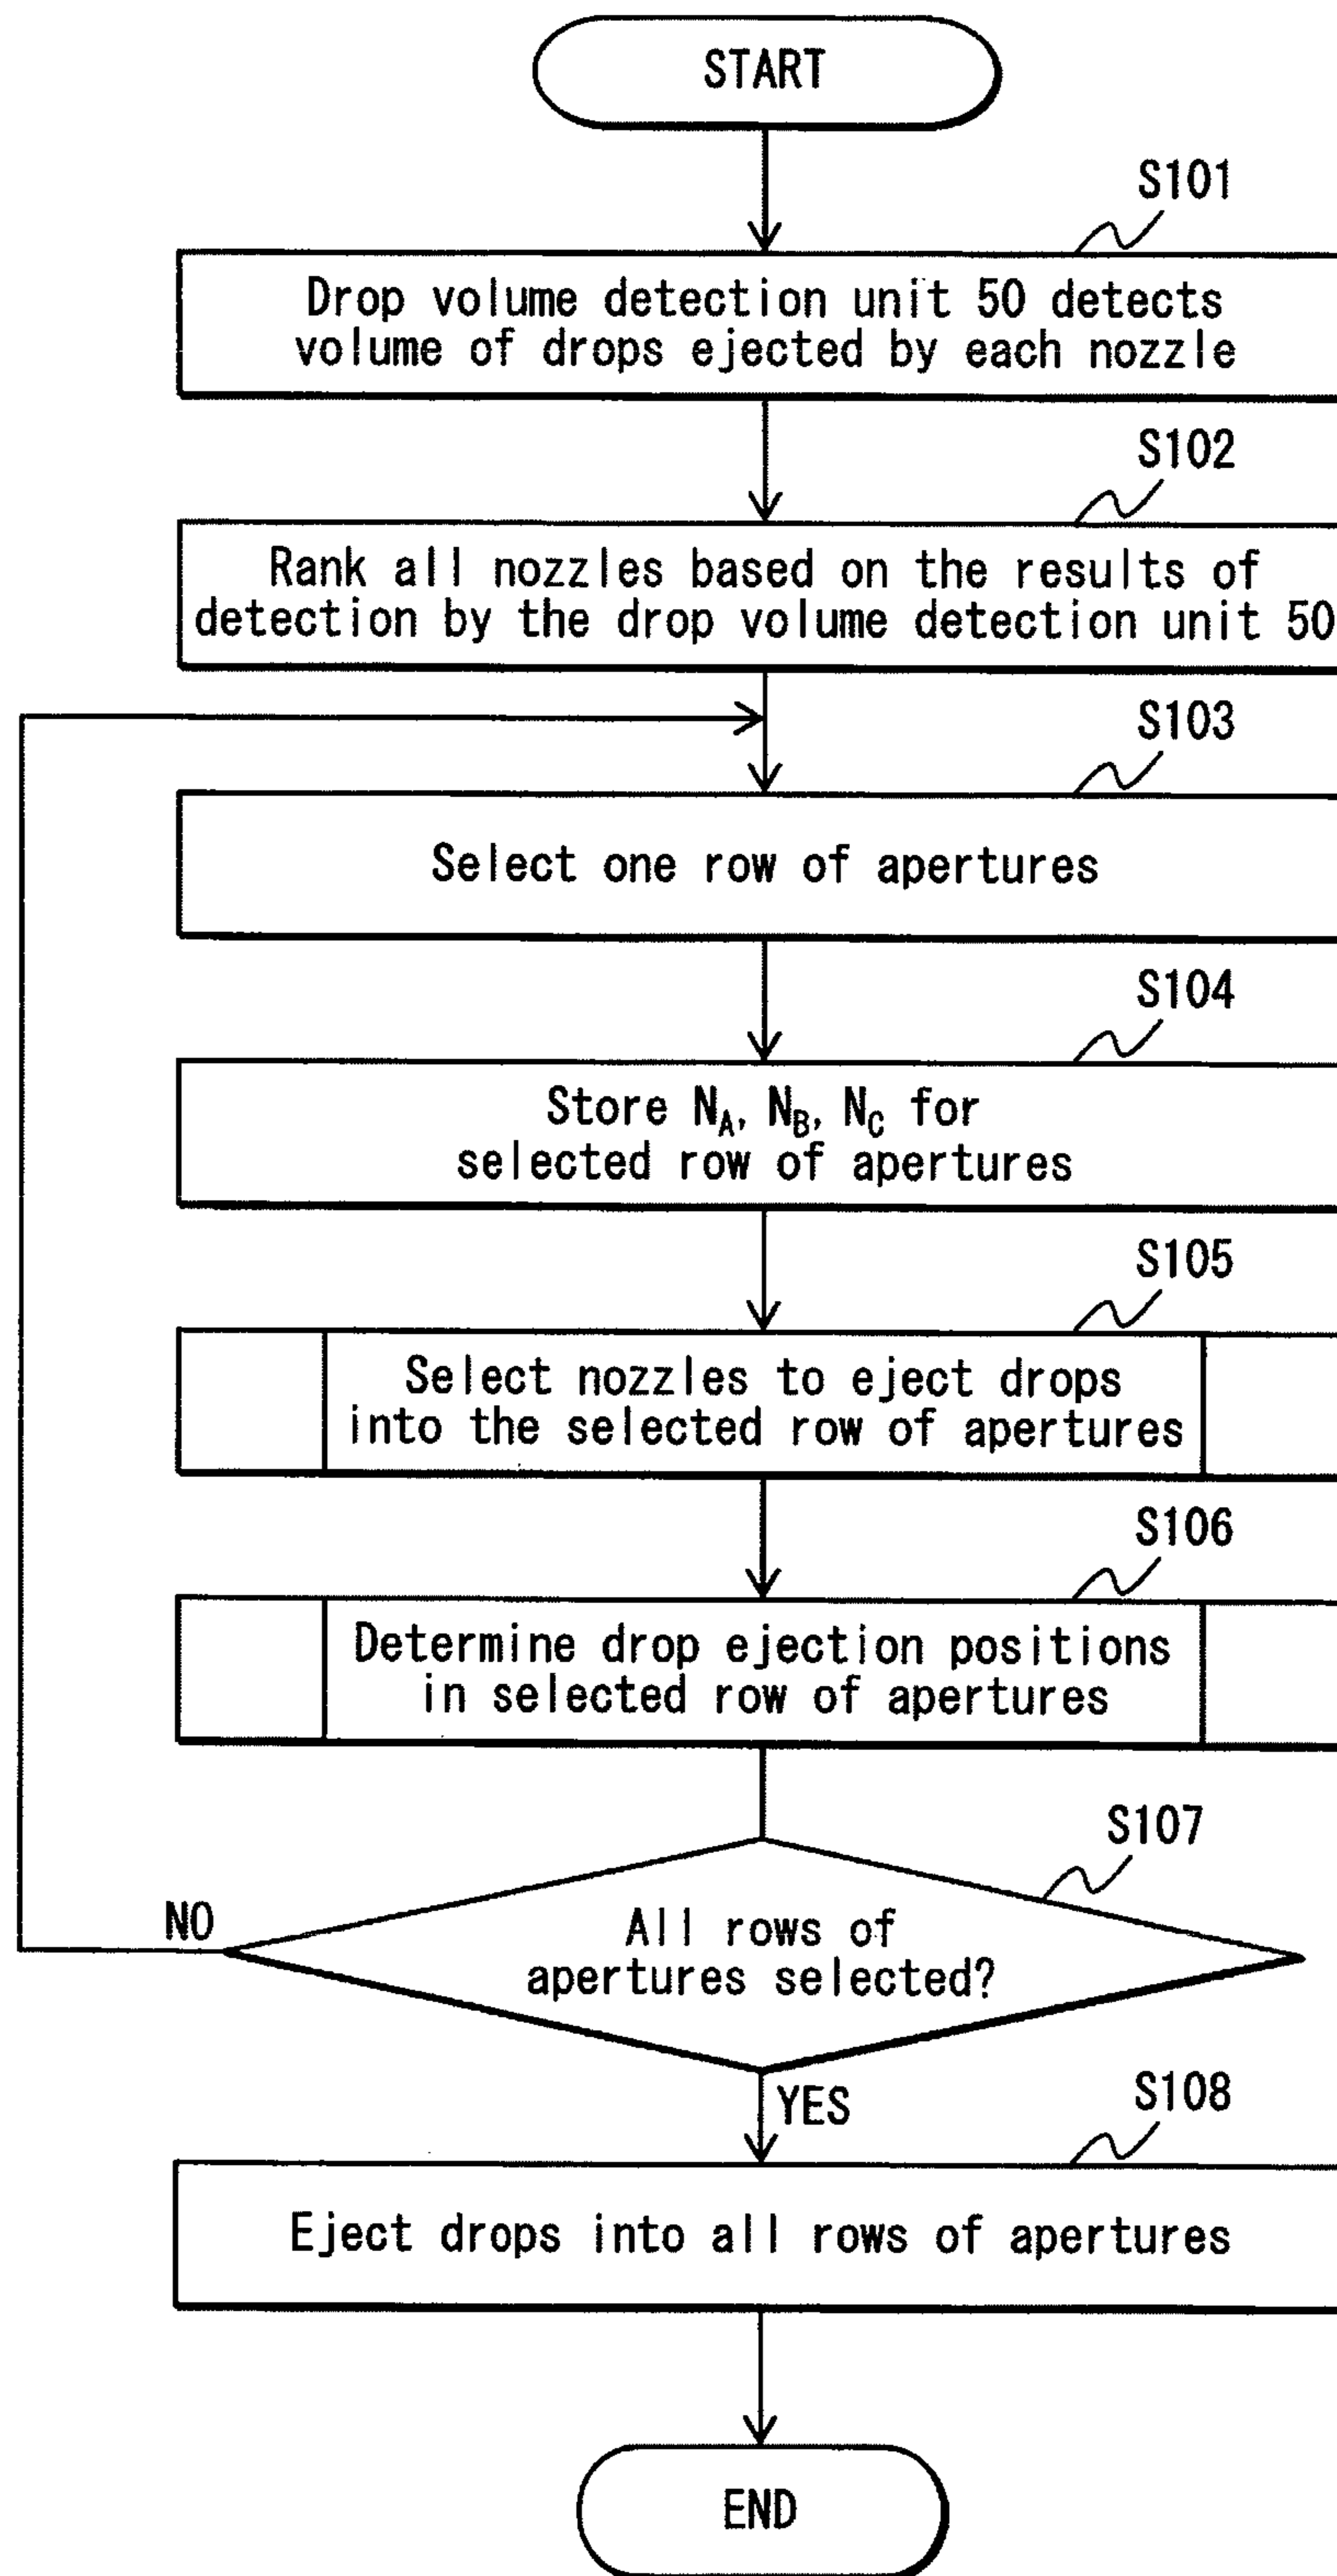 START
S101
Drop volume detection unit 50 detects
volume of drops ejected by each nozzle
S102
Rank all nozzles based on the results of
detection by the drop volume detection unit 50
S103
Select one row of apertures
S104
Store N_A, N_B, N_C for
selected row of apertures
S105
Select nozzles to eject drops
into the selected row of apertures
S106
Determine drop ejection positions
in selected row of apertures
S107
NO
All rows of
apertures selected?
YES
S108
Eject drops into all rows of apertures
END